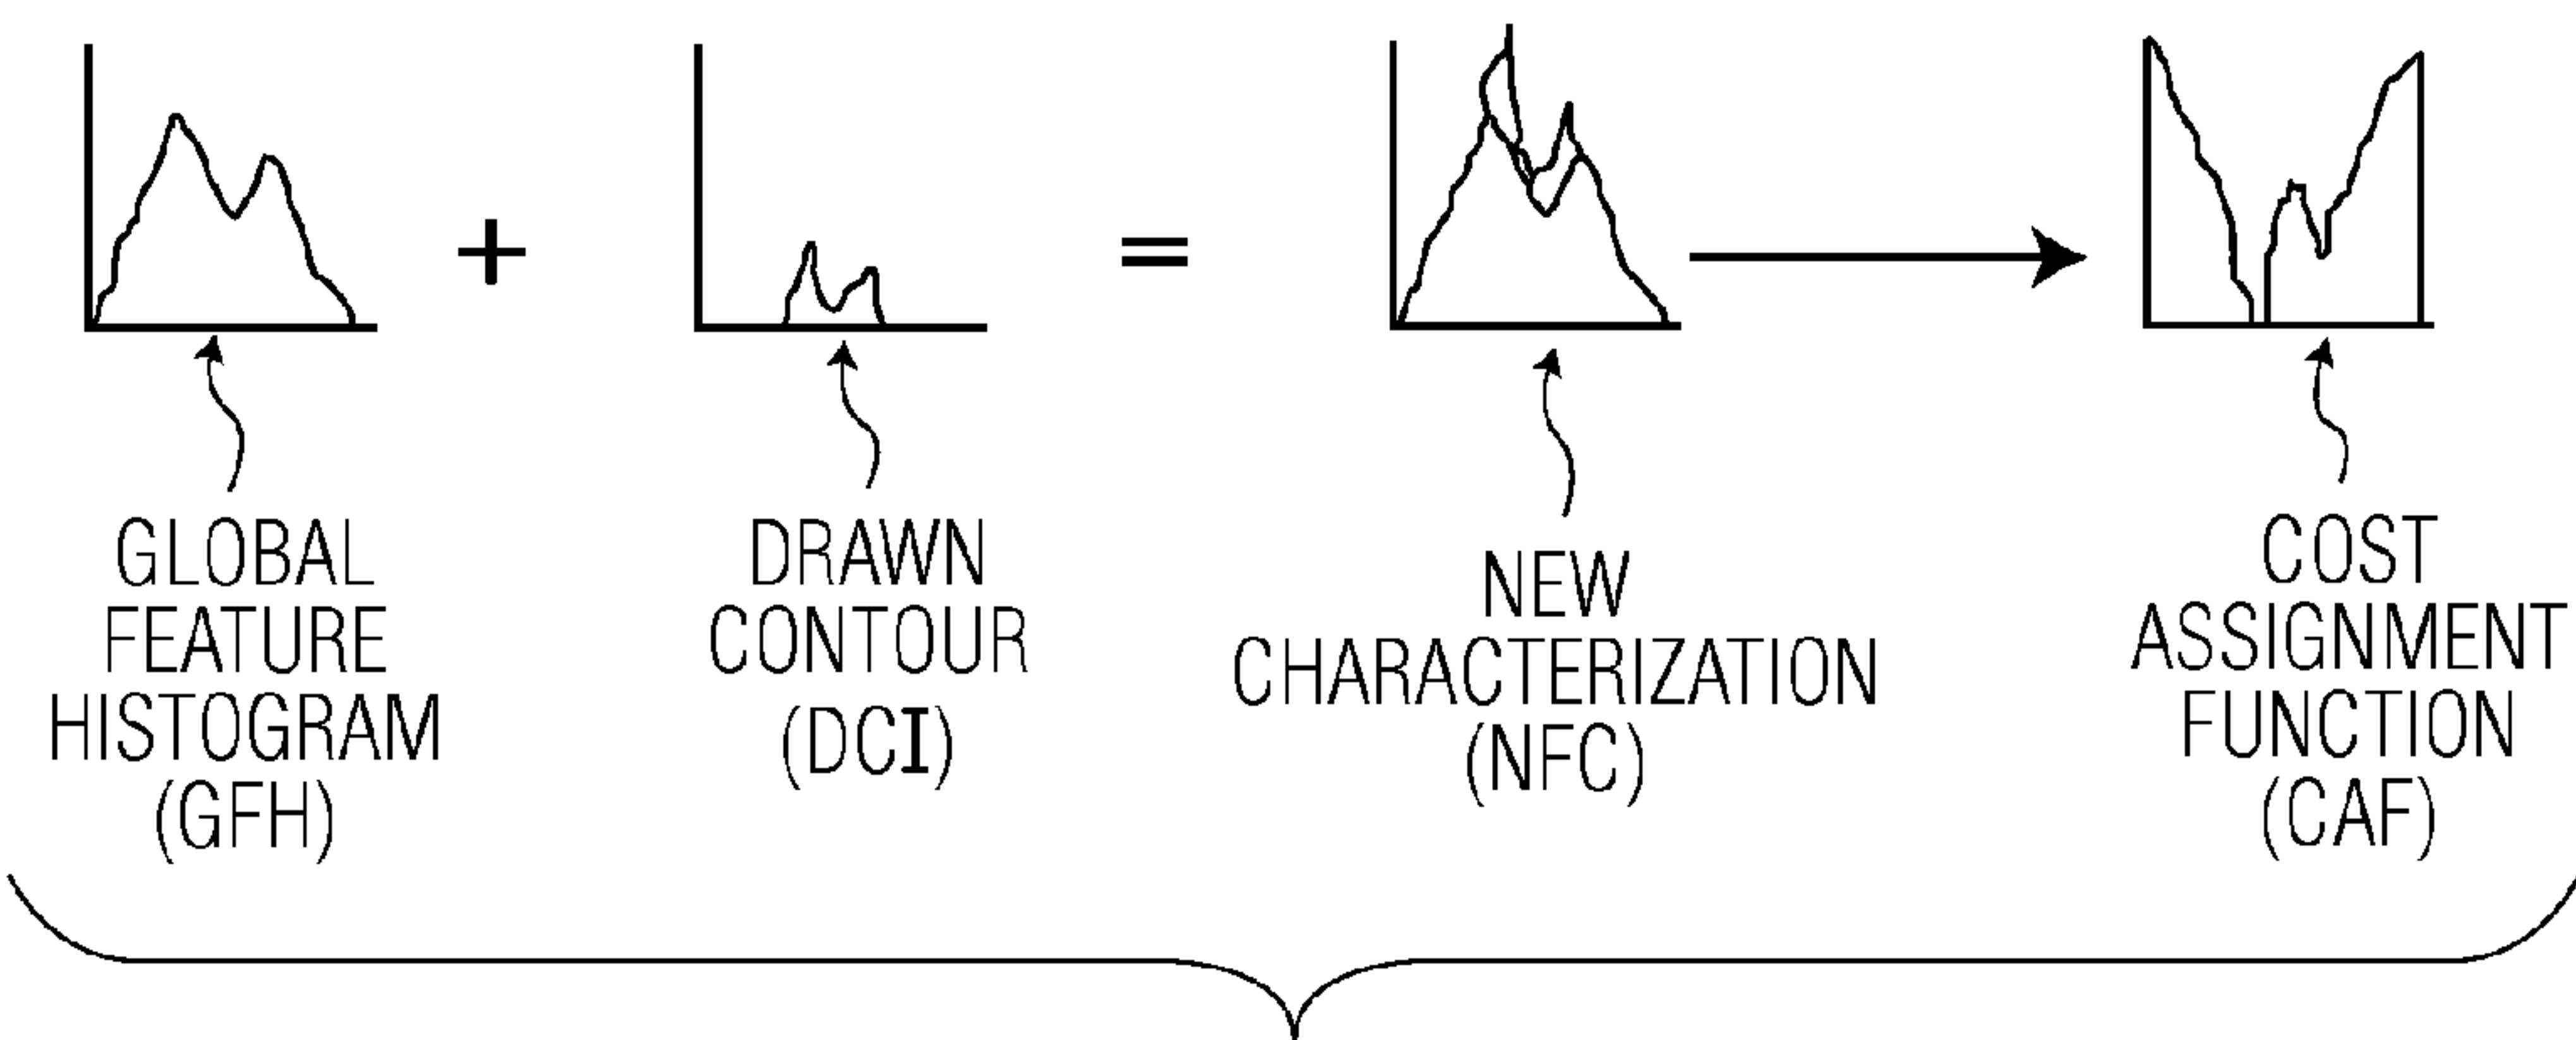 +
=
GLOBAL
FEATURE
HISTOGRAM
(GFH)
DRAWN
CONTOUR
(DCI)
NEW
CHARACTERIZATION
(NFC)
COST
ASSIGNMENT
FUNCTION
(CAF)